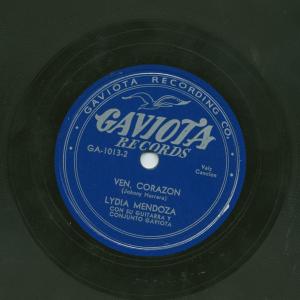 GAVIOTA RECORDING CO.
GAVIOTA
RECORDS
GA-1013-2
Vals
Cancion
VEN, CORAZON
(Johnny Herrera)
LYDIA MENDOZA
CON SU GUITARRA Y
CONJUNTO GAVIOTA